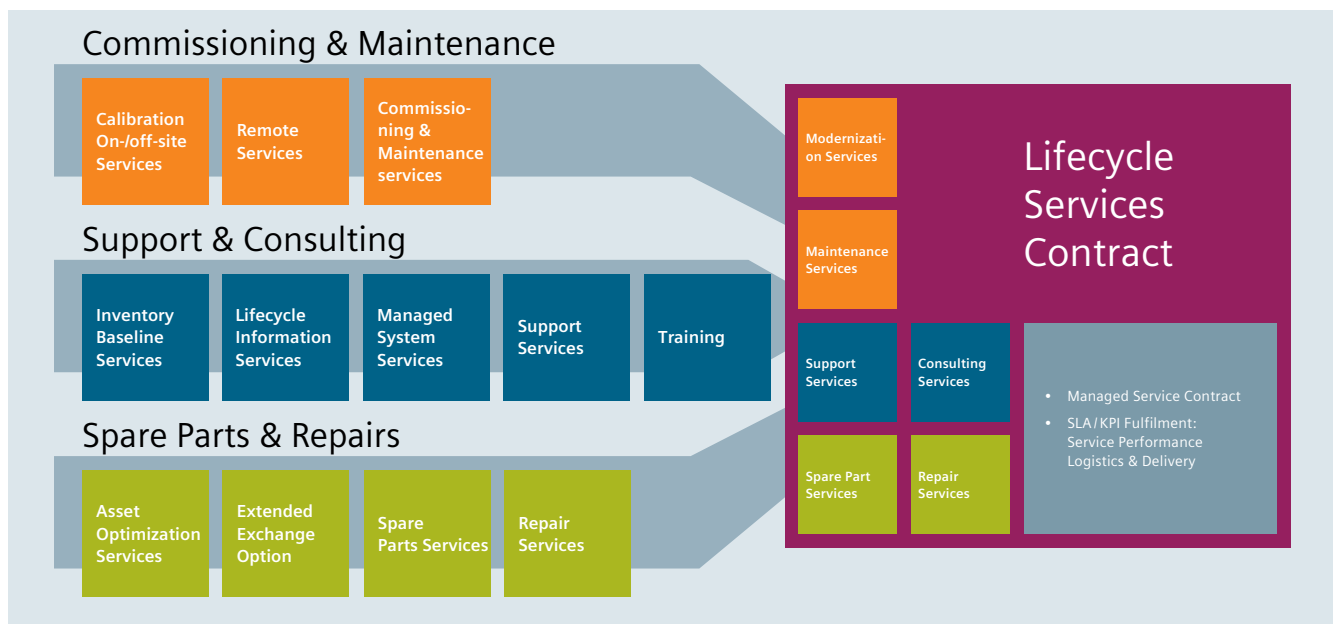 Commissioning & Maintenance
Calibration
On-/off-site
Services
Remote
Services
Commissio-
ning &
Maintenance
services
Support & Consulting
Inventory
Baseline
Services
Lifecycle
Information
Services
Managed
System
Services
Support
Services
Training
Spare Parts & Repairs
Asset
Optimization
Services
Extended
Exchange
Option
Spare
Parts Services
Repair
Services
Modernizati-
on Services
Maintenance
Services
Support
Services
Consulting
Services
Spare Part
Services
Repair
Services
Lifecycle
Services
Contract
• Managed Service Contract
• SLA/KPI Fulfilment:
Service Performance
Logistics & Delivery